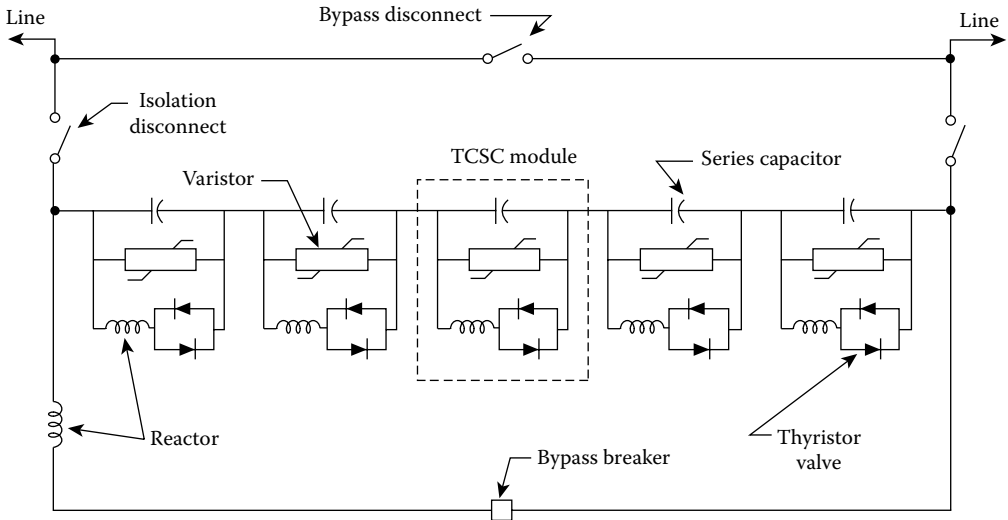 Line
Bypass disconnect
Line
Isolation
disconnect
TCSC module
Series capacitor
Varistor
Reactor
Thyristor
valve
Bypass breaker